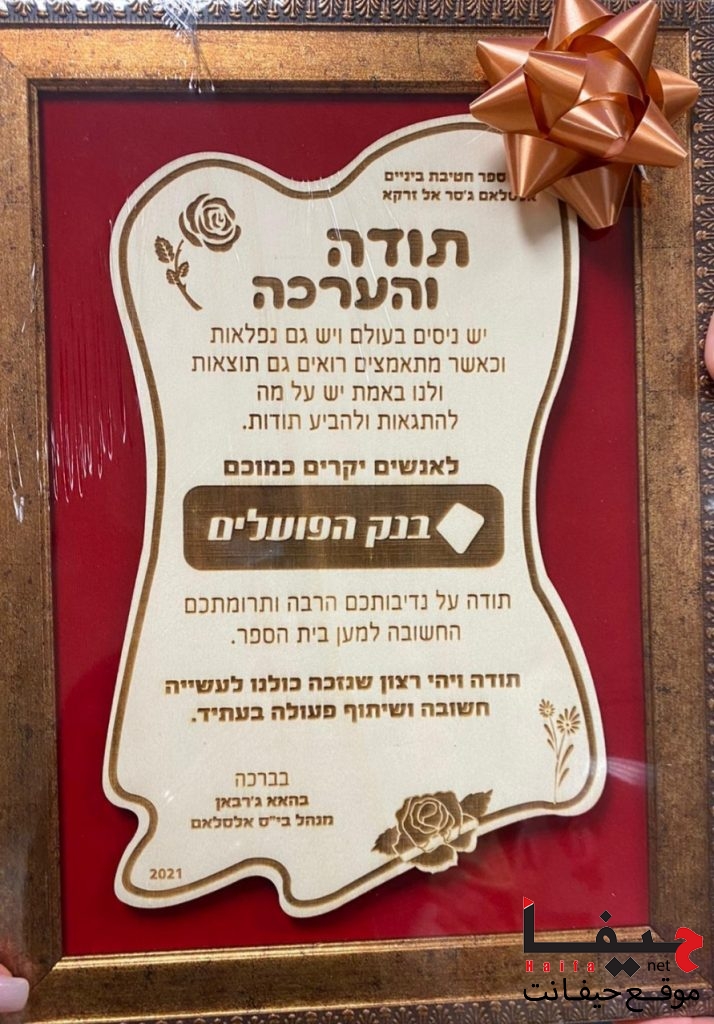 ספר חטיבת ביניים
אלסלאם ג'סר אל זרקא
תודה
והערכה
יש ניסים בעולם ויש גם נפלאות
וכאשר מתאמצים רואים גם תוצאות
ולנו באמת יש על מה
להתגאות ולהביע תודות.
לאנשים יקרים כמוכם
בנק הפועלים
תודה על נדיבותכם הרבה ותרומתכם
החשובה למען בית הספר.
תודה ויהי רצון שנזכה כולנו לעשייה
חשובה ושיתוף פעולה בעתיד.
בברכה
בהאא ג'רבאן
מנהל בי"ס אלסלאם
2021
حيفا
Haifa net
موقع حيفانت